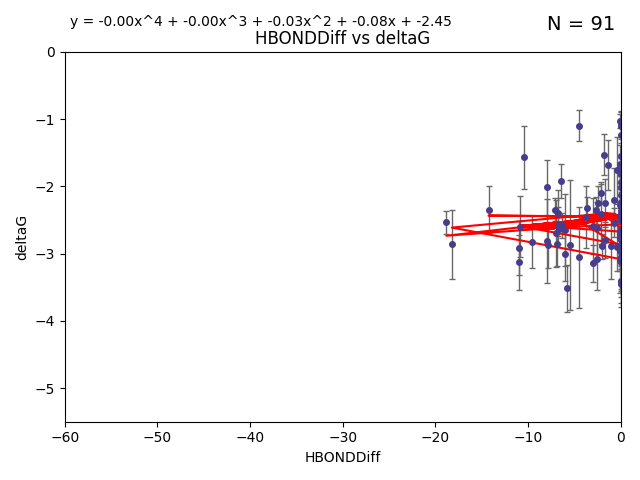 y = -0.00x^4 + -0.00x^3 + -0.03x^2 + -0.08x + -2.45
N = 91
HBONDDiff vs deltaG
0
−1
−2
−3
−4
−5
deltaG
−60 −50 −40 −30 −20 −10 0
HBONDDiff